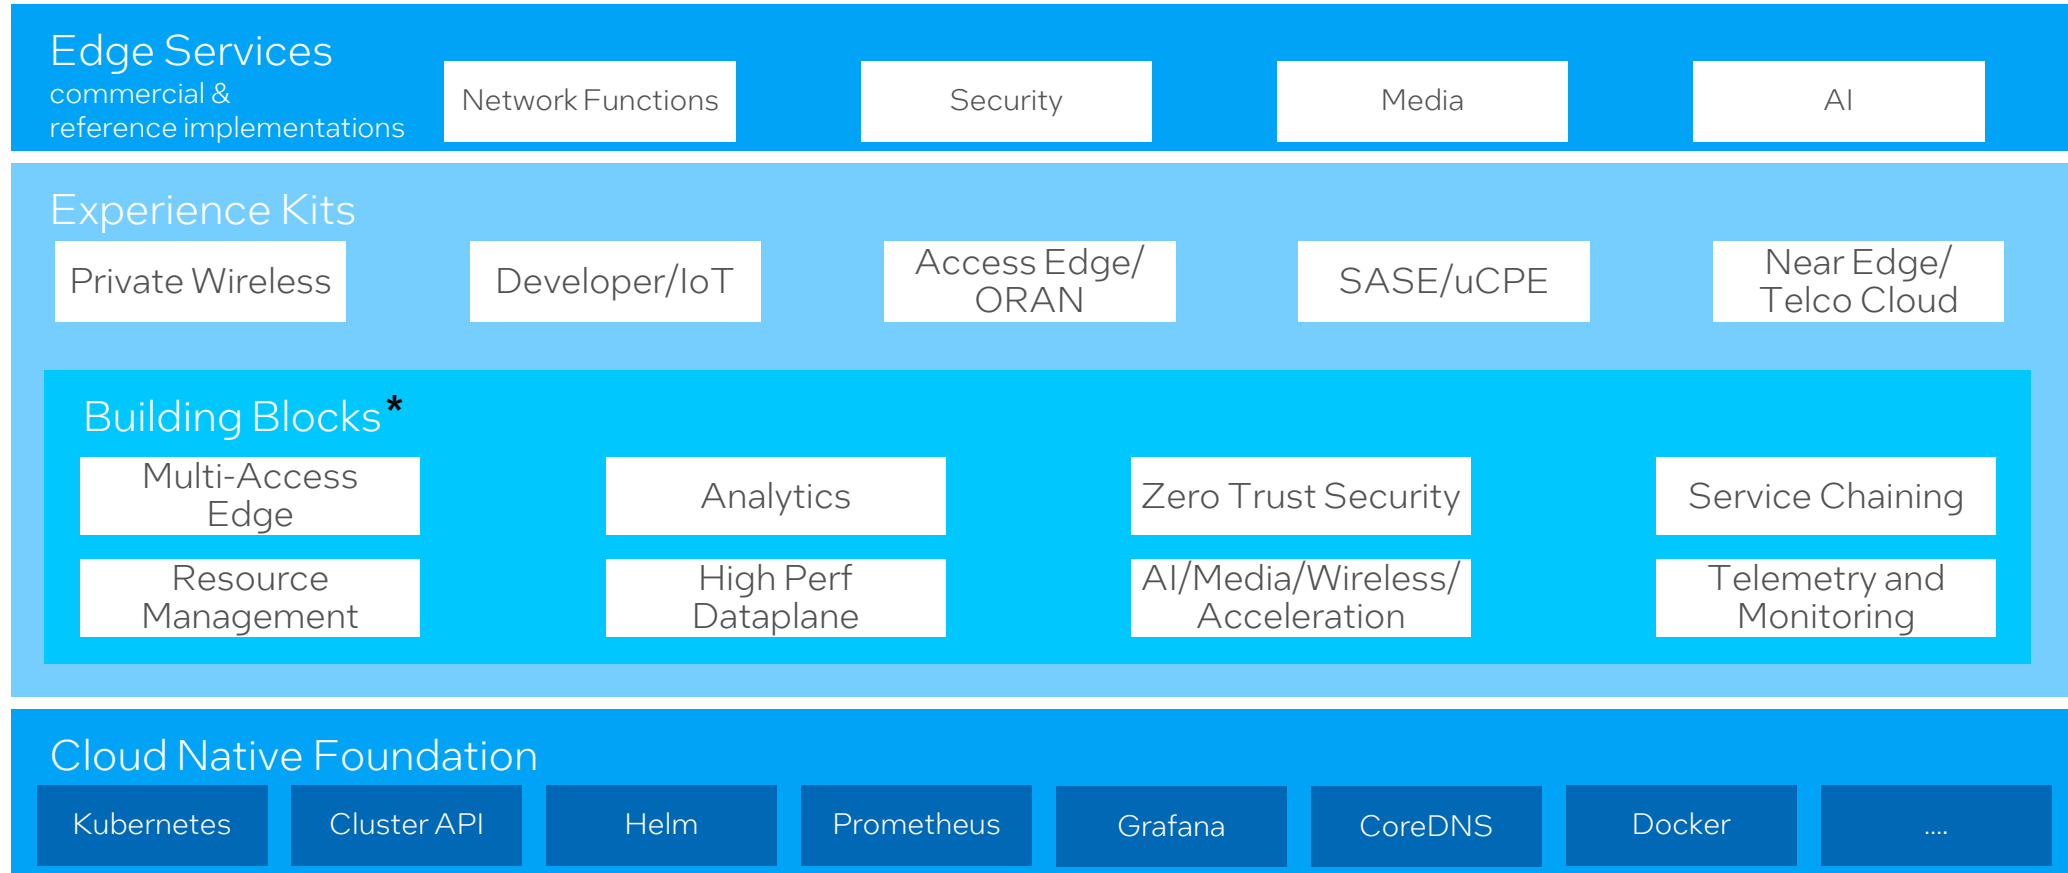 Edge Services
commercial &
reference implementations
Network Functions
Security
Media
AI
Experience Kits
Private Wireless
Developer/IoT
Access Edge/
ORAN
SASE/uCPE
Near Edge/
Telco Cloud
Building Blocks*
Multi-Access
Edge
Analytics
Zero Trust Security
Service Chaining
Resource
Management
High Perf
Dataplane
AI/Media/Wireless/
Acceleration
Telemetry and
Monitoring
Cloud Native Foundation
Kubernetes
Cluster API
Helm
Prometheus
Grafana
CoreDNS
Docker
....